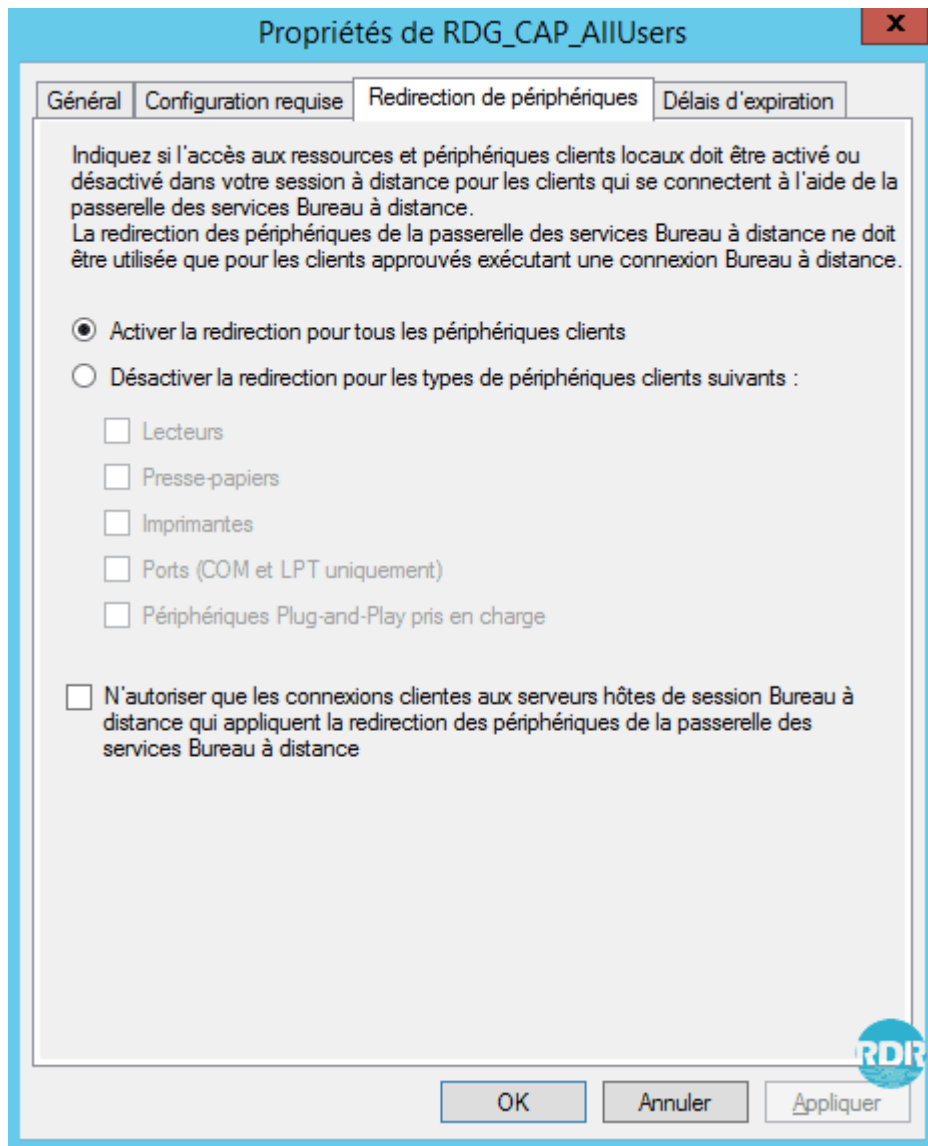 Propriétés de RDG_CAP_AllUsers
x
Général
Configuration requise
Redirection de périphériques
Délais d'expiration
Indiquez si l'accès aux ressources et périphériques clients locaux doit être activé ou
désactivé dans votre session à distance pour les clients qui se connectent à l'aide de la
passerelle des services Bureau à distance.
La redirection des périphériques de la passerelle des services Bureau à distance ne doit
être utilisée que pour les clients approuvés exécutant une connexion Bureau à distance.
Activer la redirection pour tous les périphériques clients
Désactiver la redirection pour les types de périphériques clients suivants :
Lecteurs
Presse-papiers
Imprimantes
Ports (COM et LPT uniquement)
Périphériques Plug-and-Play pris en charge
N'autoriser que les connexions clientes aux serveurs hôtes de session Bureau à
distance qui appliquent la redirection des périphériques de la passerelle des
services Bureau à distance
RDR
OK
Annuler
Appliquer